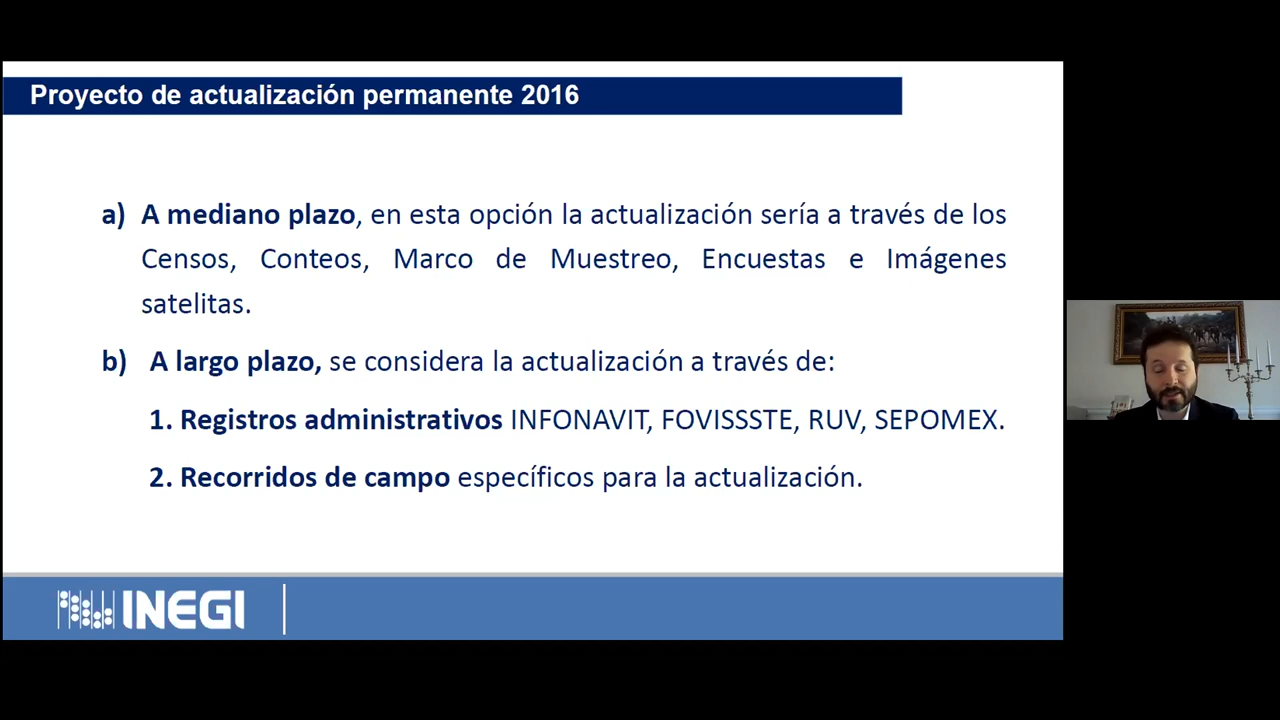 Proyecto de actualización permanente 2016
a) A mediano plazo, en esta opción la actualización sería a través de los
Censos, Conteos, Marco de Muestreo, Encuestas e Imágenes
satelitas.
b) A largo plazo, se considera la actualización a través de:
1. Registros administrativos INFONAVIT, FOVISSSTE, RUV, SEPOMEX.
2. Recorridos de campo específicos para la actualización.
INEGI